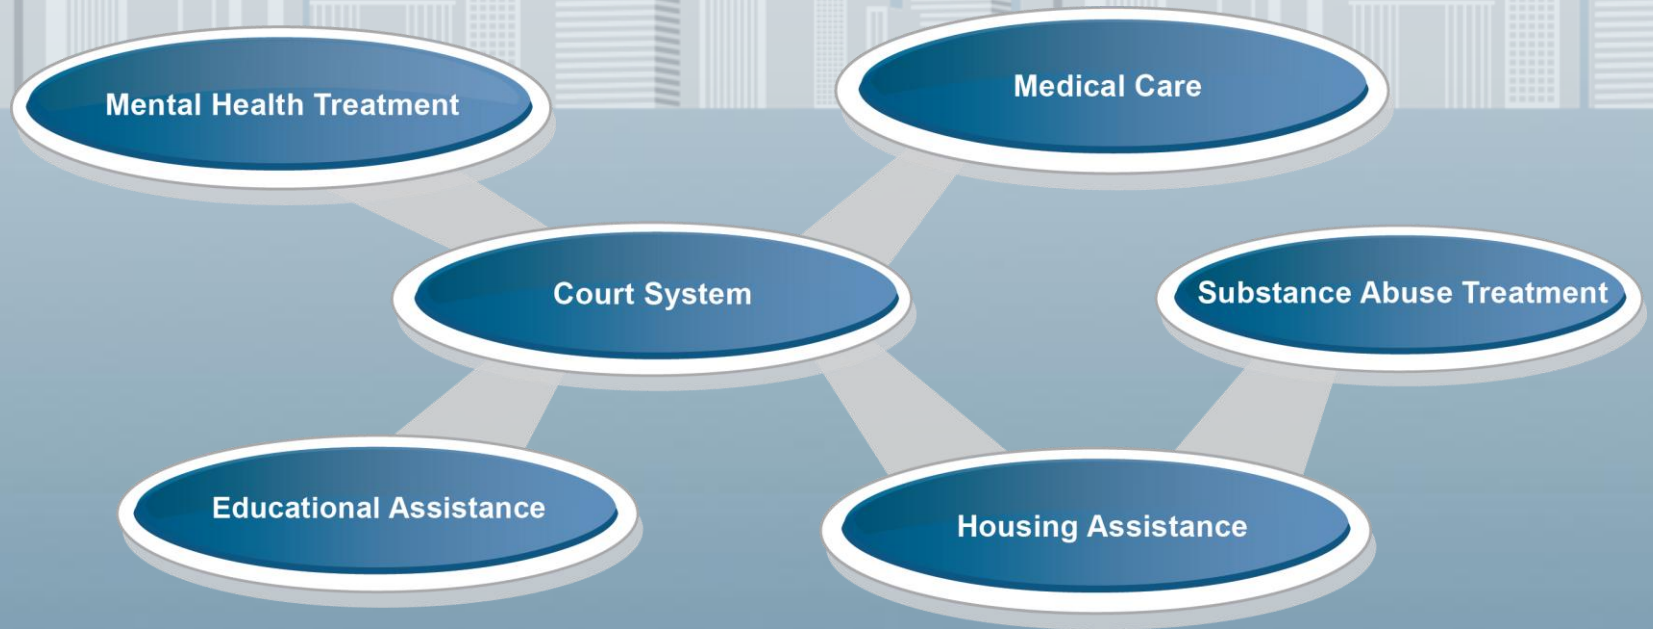 Mental Health Treatment
Medical Care
Court System
Substance Abuse Treatment
Educational Assistance
Housing Assistance